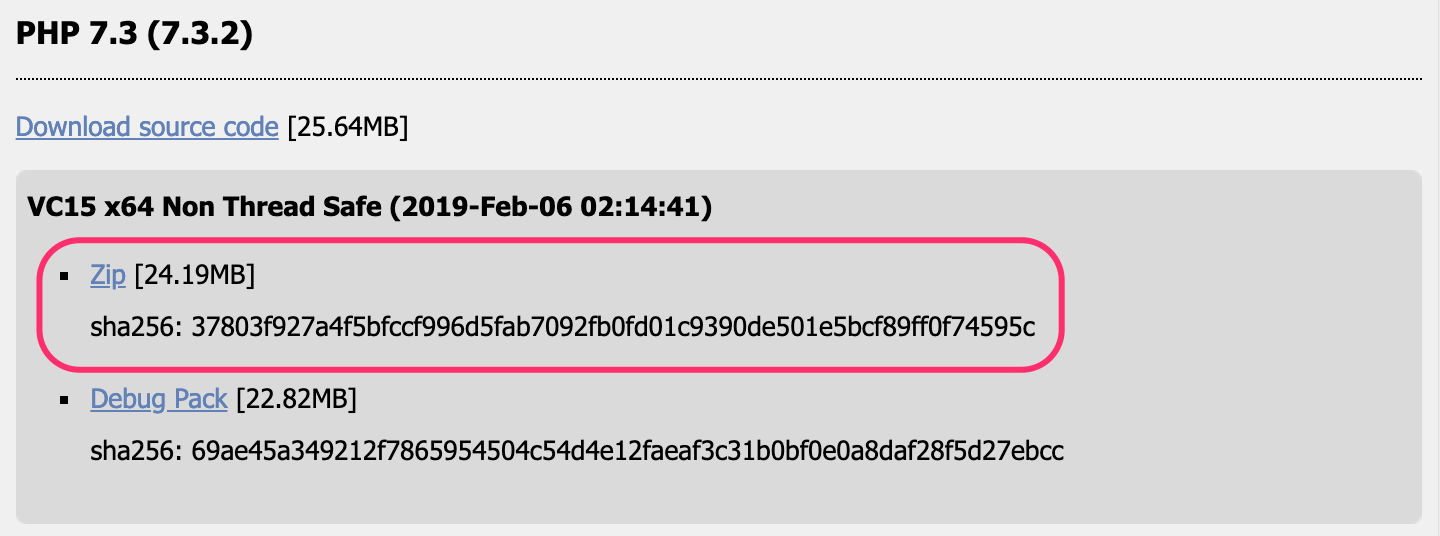 PHP 7.3 (7.3.2)
Download source code [25.64MB]
VC15 x64 Non Thread Safe (2019-Feb-06 02:14:41)
Zip [24.19MB]
sha256: 37803f927a4f5bfccf996d5fab7092fb0fd01c9390de501e5bcf89ff0f74595c
Debug Pack [22.82MB]
sha256: 69ae45a349212f7865954504c54d4e12faeaf3c31b0bf0e0a8daf28f5d27ebcc